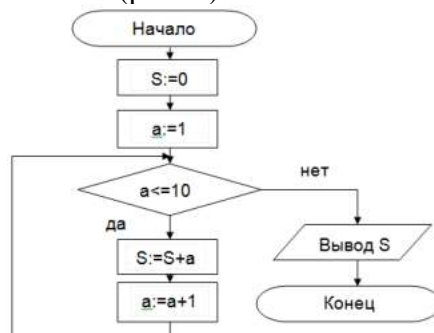 Начало
S:=0
a:=1
a<=10
нет
да
S:=S+a
Вывод S
a:=a+1
Конец